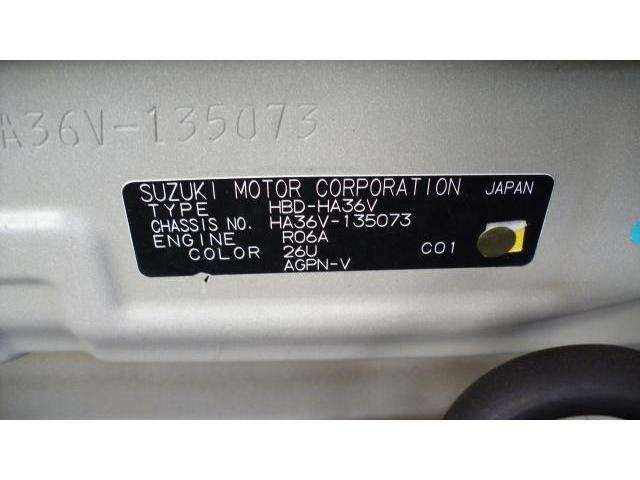 A36V-135073
SUZUKI MOTOR CORPORATION JAPAN
TYPE HBD-HA36V
CHASSIS NO. HA36V-135073
ENGINE R06A
COLOR 26U C01
AGPN-V